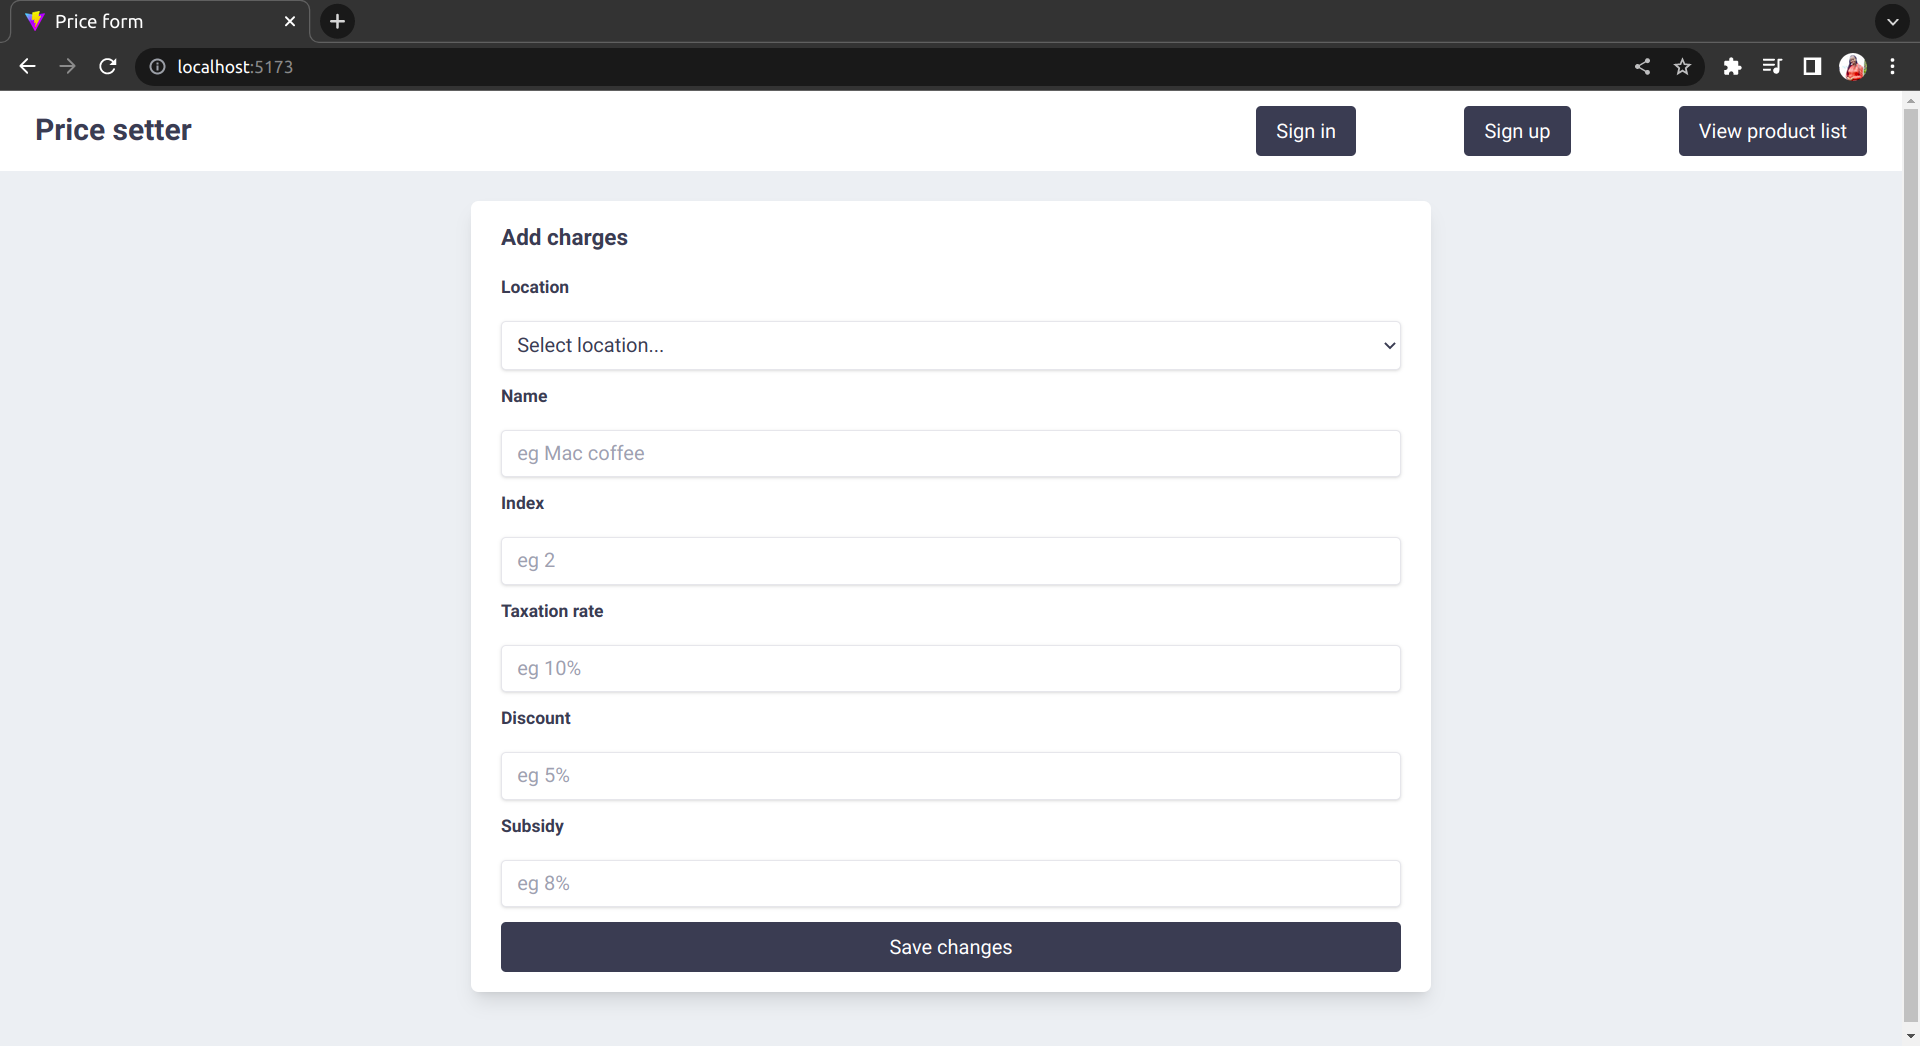 Price form
localhost:5173
Price setter
Sign in
Sign up
View product list
Add charges
Location
Select location...
Name
eg Mac coffee
Index
eg 2
Taxation rate
eg 10%
Discount
eg 5%
Subsidy
eg 8%
Save changes